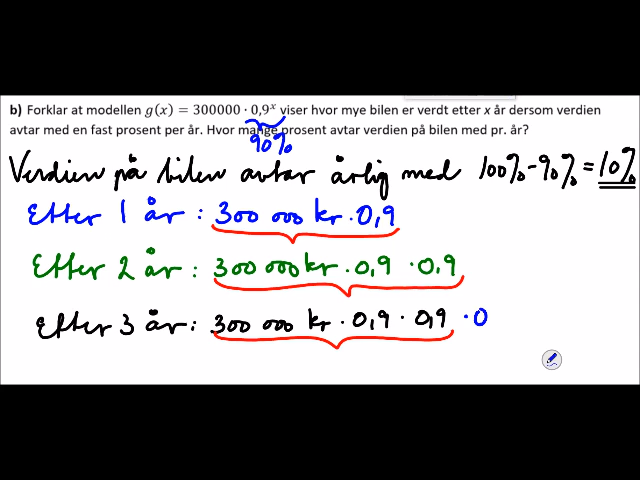 b) Forklar at modellen g(x) = 300000 · 0,9ˣ viser hvor mye bilen er verdt etter x år dersom verdien
avtar med en fast prosent per år. Hvor mange prosent avtar verdien på bilen med pr. år?
90%
Verdien på bilen avtar årlig med 100%-90%=10%
Etter 1 år : 300 000 kr · 0,9
Etter 2 år : 300 000 kr · 0,9 · 0,9
Etter 3 år : 300 000 kr · 0,9 · 0,9 · 0